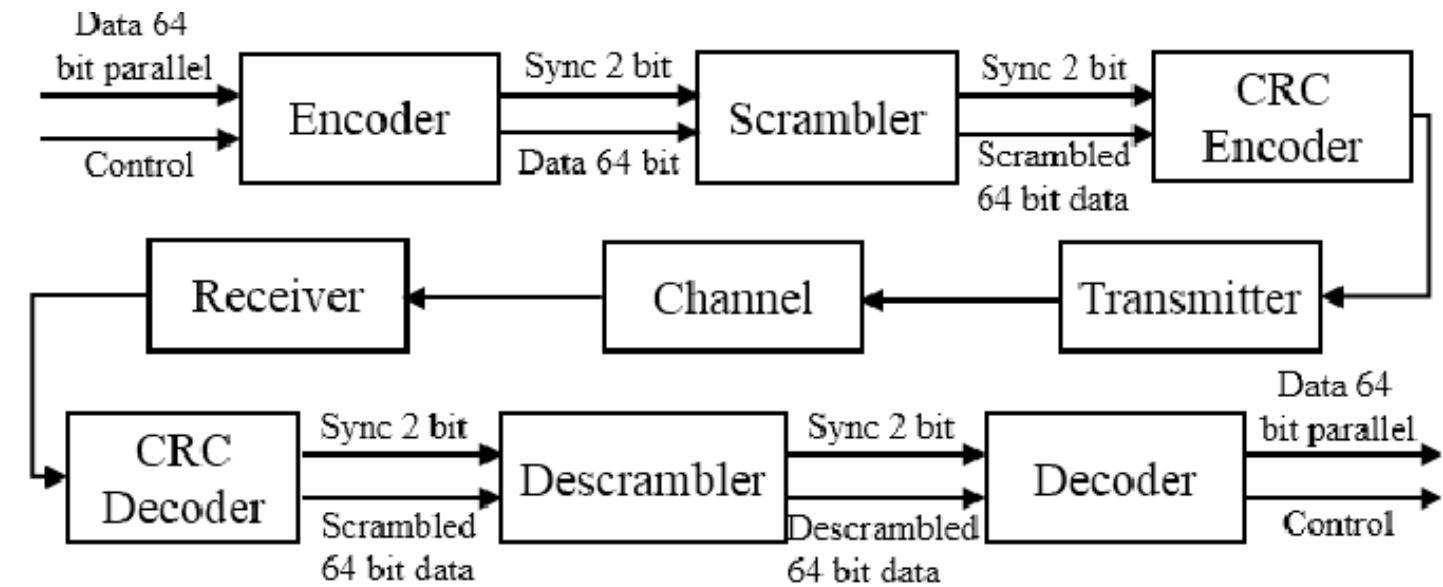 Data 64
bit parallel
Control
Encoder
Sync 2 bit
Data 64 bit
Scrambler
Sync 2 bit
Scrambled
64 bit data
CRC
Encoder
Receiver
Channel
Transmitter
CRC
Decoder
Sync 2 bit
Scrambled
64 bit data
Descrambler
Sync 2 bit
Descrambled
64 bit data
Decoder
Data 64
bit parallel
Control